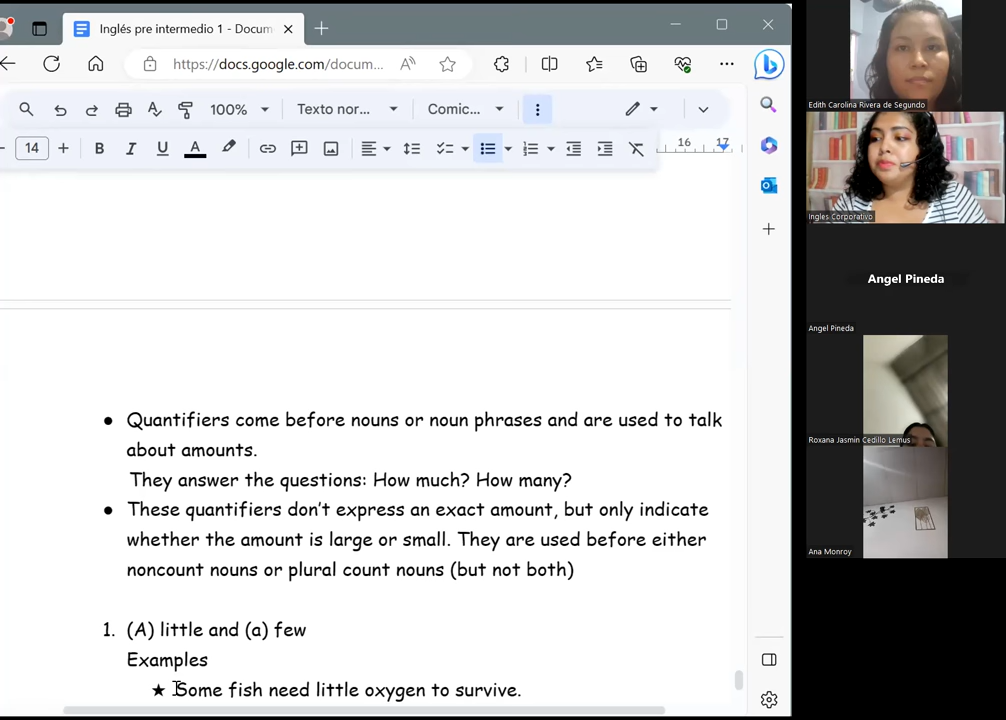 Inglés pre intermedio 1 - Docum
https://docs.google.com/docum...
100%
Texto nor...
Comic...
14
B I U A
16 17
Quantifiers come before nouns or noun phrases and are used to talk
about amounts.
They answer the questions: How much? How many?
These quantifiers don't express an exact amount, but only indicate
whether the amount is large or small. They are used before either
noncount nouns or plural count nouns (but not both)
1. (A) little and (a) few
Examples
★ Some fish need little oxygen to survive.
Edith Carolina Rivera de Segundo
Ingles Corporativo
Angel Pineda
Angel Pineda
Roxana Jasmin Cedillo Lemus
Ana Monroy